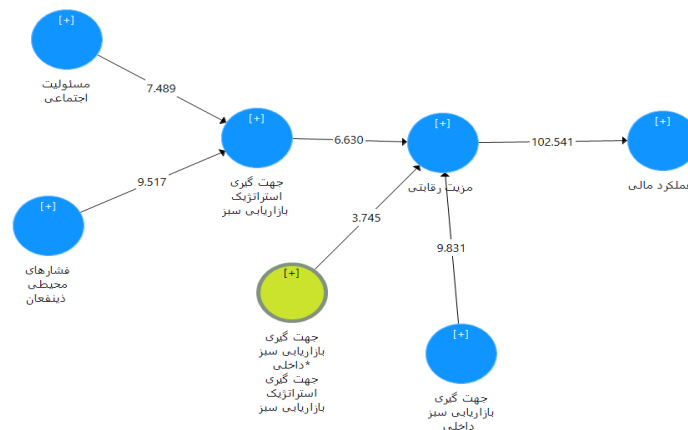 [+]
مسئولیت
اجتماعی
7.489
[+]
جهت گیری
استراتژیک
بازاریابی سبز
9.517
[+]
فشارهای
محیطی
ذینفعان
6.630
[+]
مزیت رقابتی
102.541
[+]
عملکرد مالی
3.745
9.831
[+]
جهت گیری
بازاریابی سبز
داخلی*
جهت گیری
استراتژیک
بازاریابی سبز
[+]
جهت گیری
بازاریابی سبز
داخلی